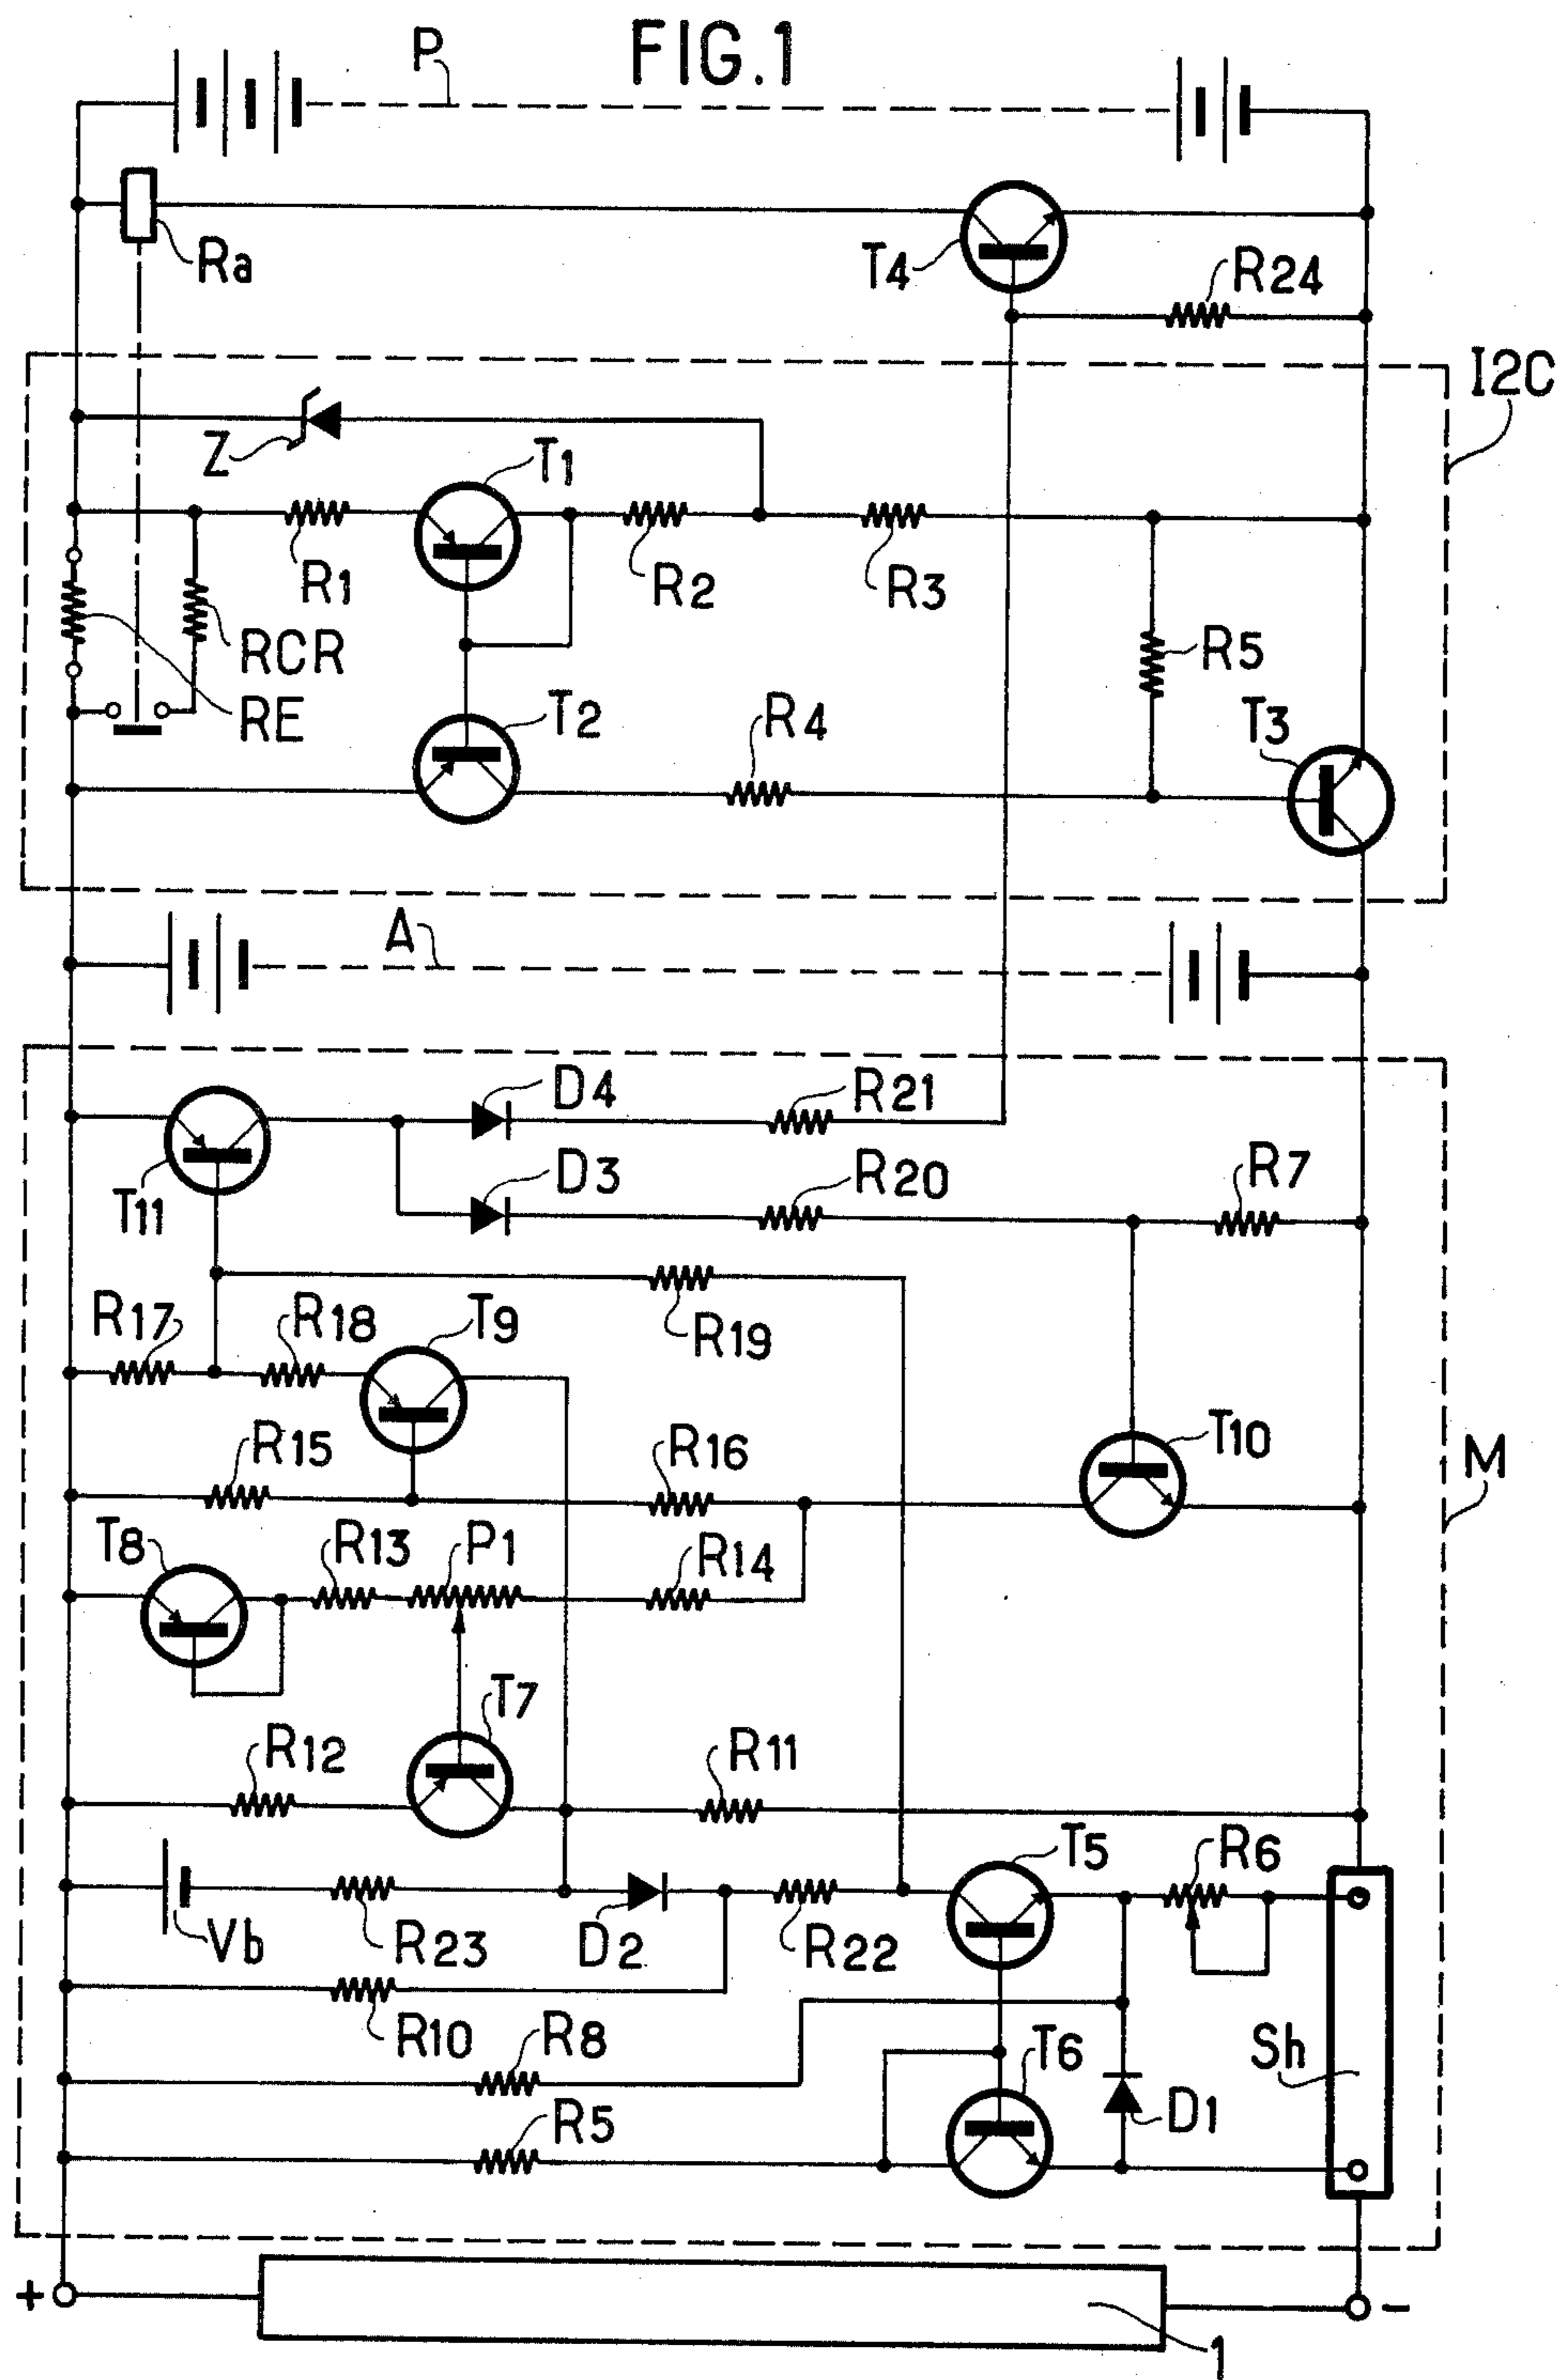 FIG.1
P
Ra
T4
R24
I2C
Z
T1
R1
R2
R3
RCR
R5
RE
T2
R4
T3
A
D4
R21
T11
D3
R20
R7
R17
R18
T9
R19
R15
R16
T10
M
T8
R13
P1
R14
T7
R12
R11
T5
R6
Vb
R23
D2
R22
R10
R8
T6
Sh
R5
D1
+
-
1